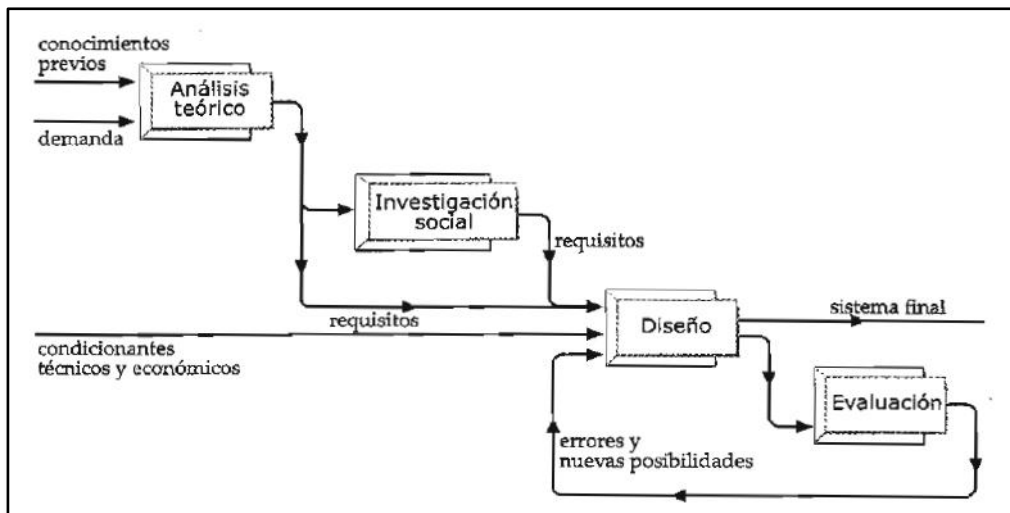 conocimientos
previos
Análisis
teórico
demanda
Investigación
social
requisitos
requisitos
Diseño
sistema final
condicionantes
técnicos y económicos
Evaluación
errores y
nuevas posibilidades